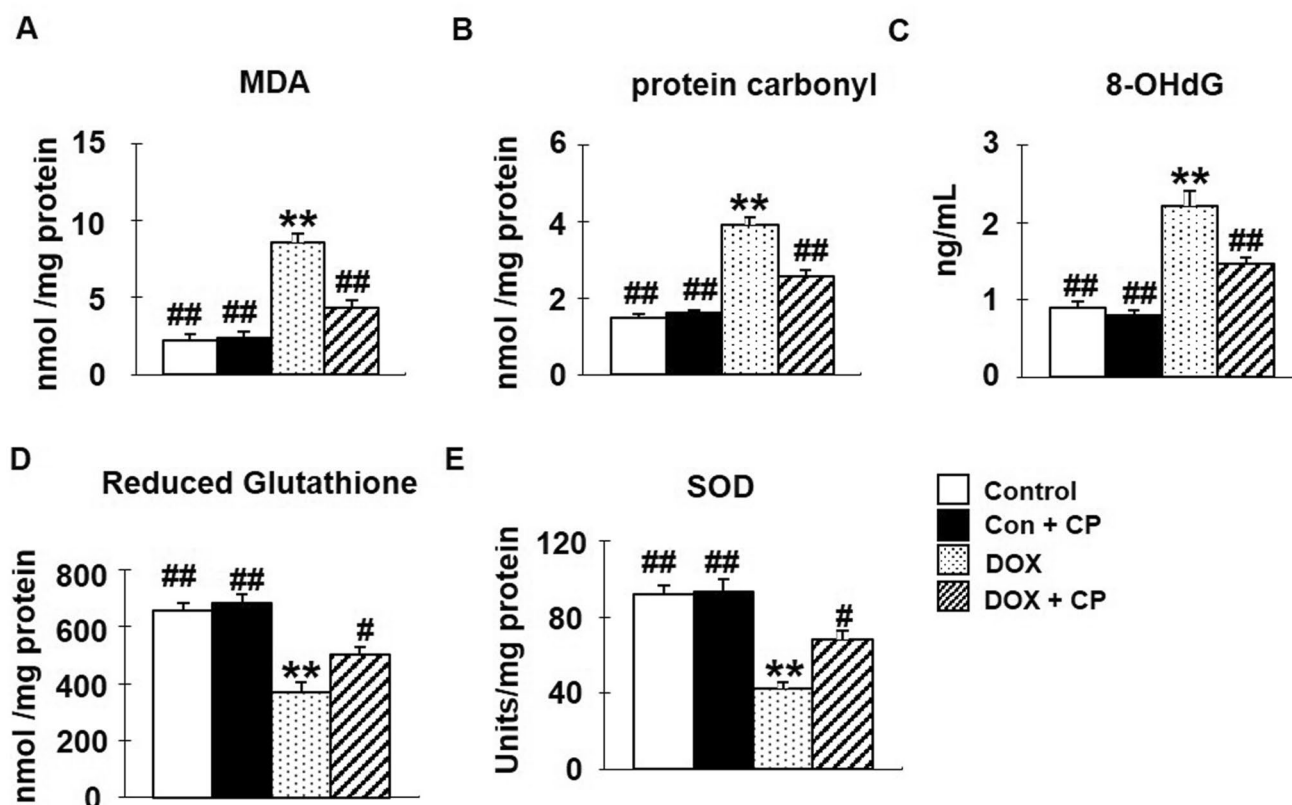 A
MDA
nmol /mg protein
15
10
5
0
##
##
**
##
B
protein carbonyl
nmol /mg protein
6
4
2
0
##
##
**
##
C
8-OHdG
ng/mL
3
2
1
0
##
##
**
##
D
Reduced Glutathione
nmol /mg protein
800
600
400
200
0
##
##
**
#
E
SOD
Units/mg protein
120
80
40
0
##
##
**
#
Control
Con + CP
DOX
DOX + CP